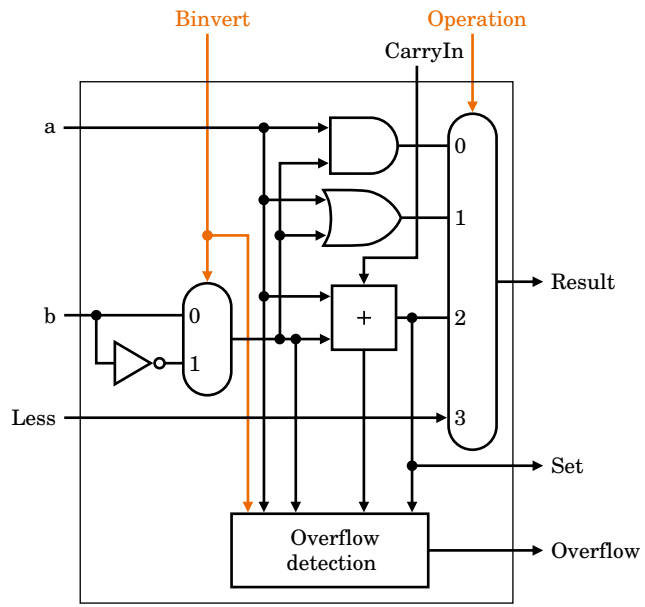 Binvert
Operation
CarryIn
a
0
1
Result
b
0
+
2
1
Less
3
Set
Overflow
detection
Overflow